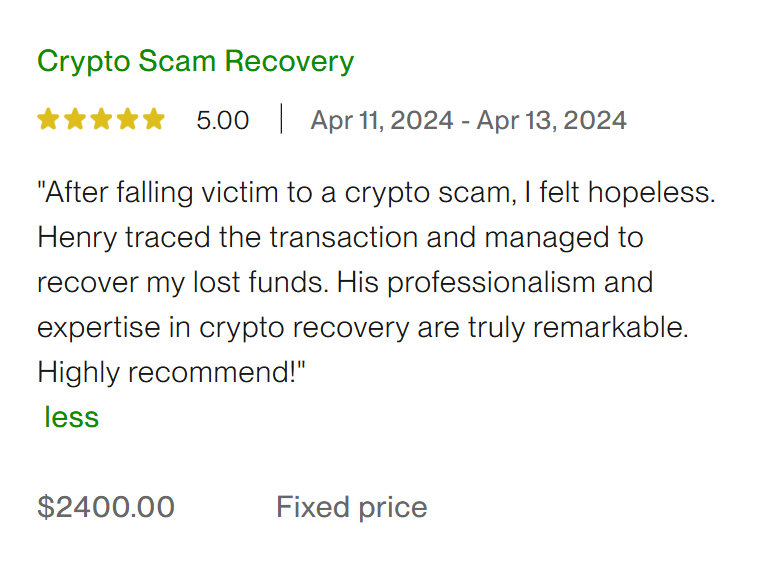 Crypto Scam Recovery
5.00 | Apr 11, 2024 - Apr 13, 2024
"After falling victim to a crypto scam, I felt hopeless.
Henry traced the transaction and managed to
recover my lost funds. His professionalism and
expertise in crypto recovery are truly remarkable.
Highly recommend!"
less
$2400.00 Fixed price